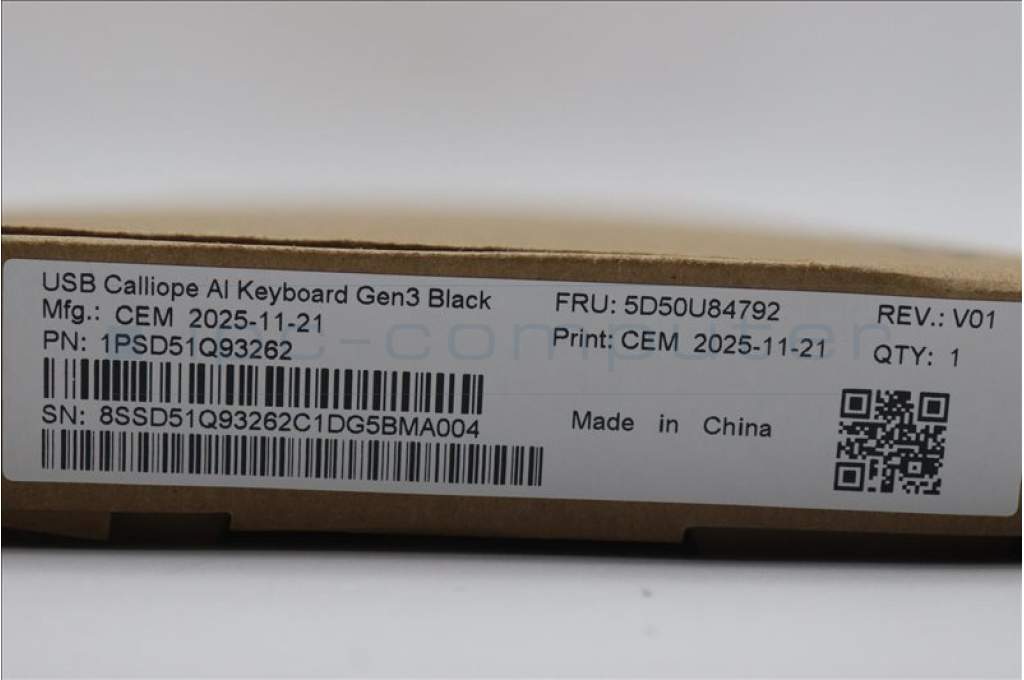 USB Calliope AI Keyboard Gen3 Black
Mfg.: CEM 2025-11-21
PN: 1PSD51Q93262
SN: 8SSD51Q93262C1DG5BMA004
FRU: 5D50U84792
Print: CEM 2025-11-21
Made in China
REV.: V01
QTY: 1